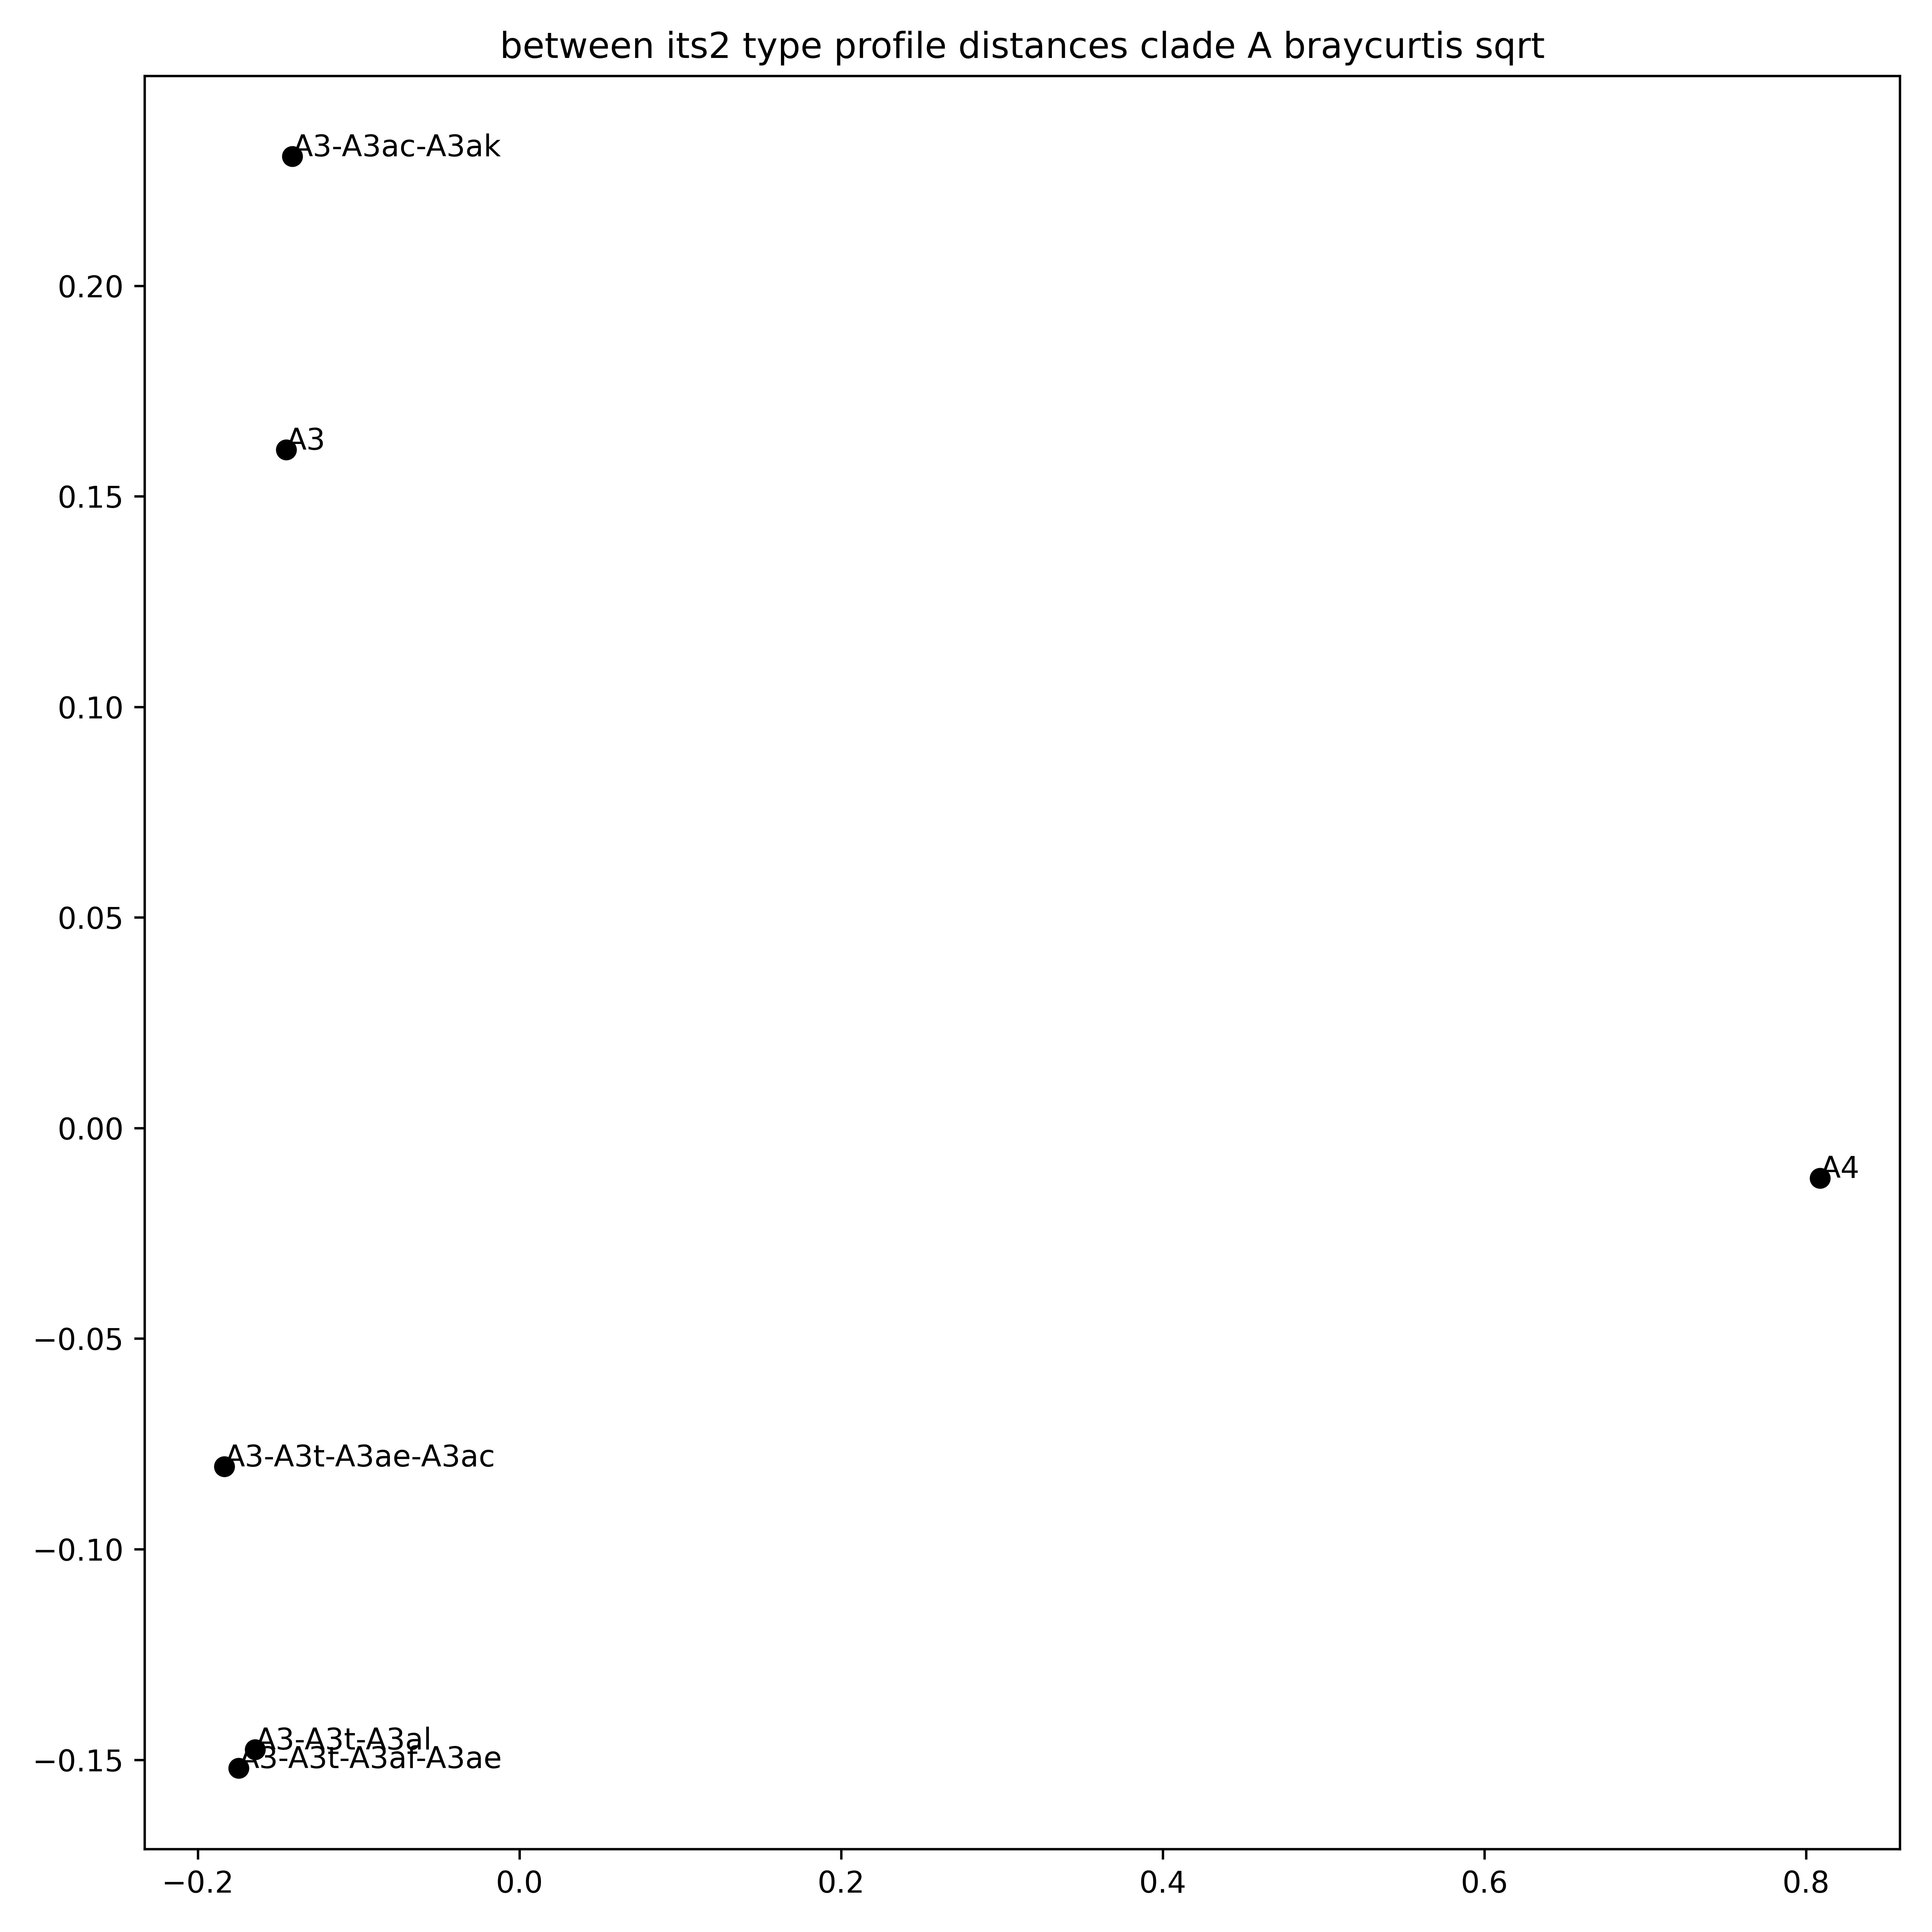 between its2 type profile distances clade A braycurtis sqrt
A3-A3ac-A3ak
0.20
A3
0.15
0.10
0.05
0.00
A4
−0.05
A3-A3t-A3ae-A3ac
−0.10
A3-A3t-A3al
−0.15
A3-A3t-A3af-A3ae
−0.2 0.0 0.2 0.4 0.6 0.8